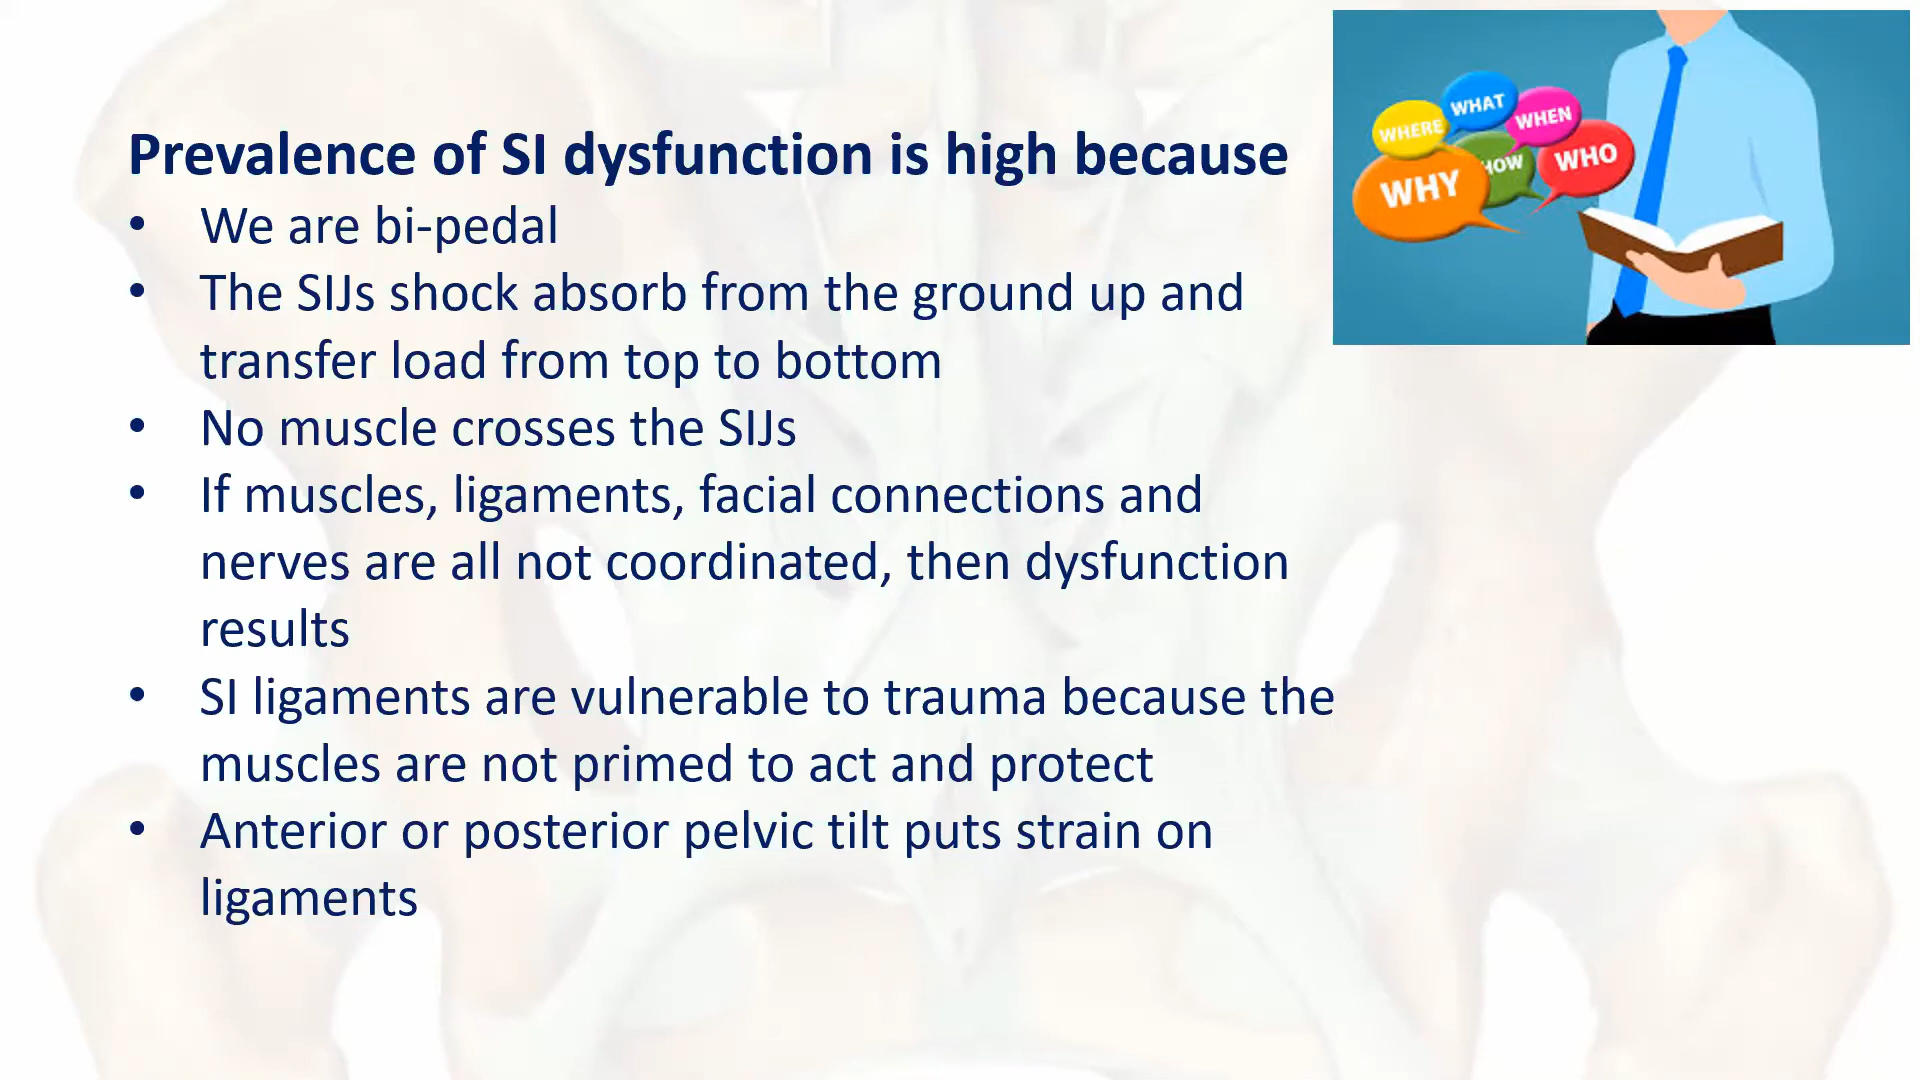 Prevalence of SI dysfunction is high because
• We are bi-pedal
• The SIJs shock absorb from the ground up and
transfer load from top to bottom
• No muscle crosses the SIJs
• If muscles, ligaments, facial connections and
nerves are all not coordinated, then dysfunction
results
• SI ligaments are vulnerable to trauma because the
muscles are not primed to act and protect
• Anterior or posterior pelvic tilt puts strain on
ligaments
WHERE
WHAT
WHEN
WHY
HOW
WHO